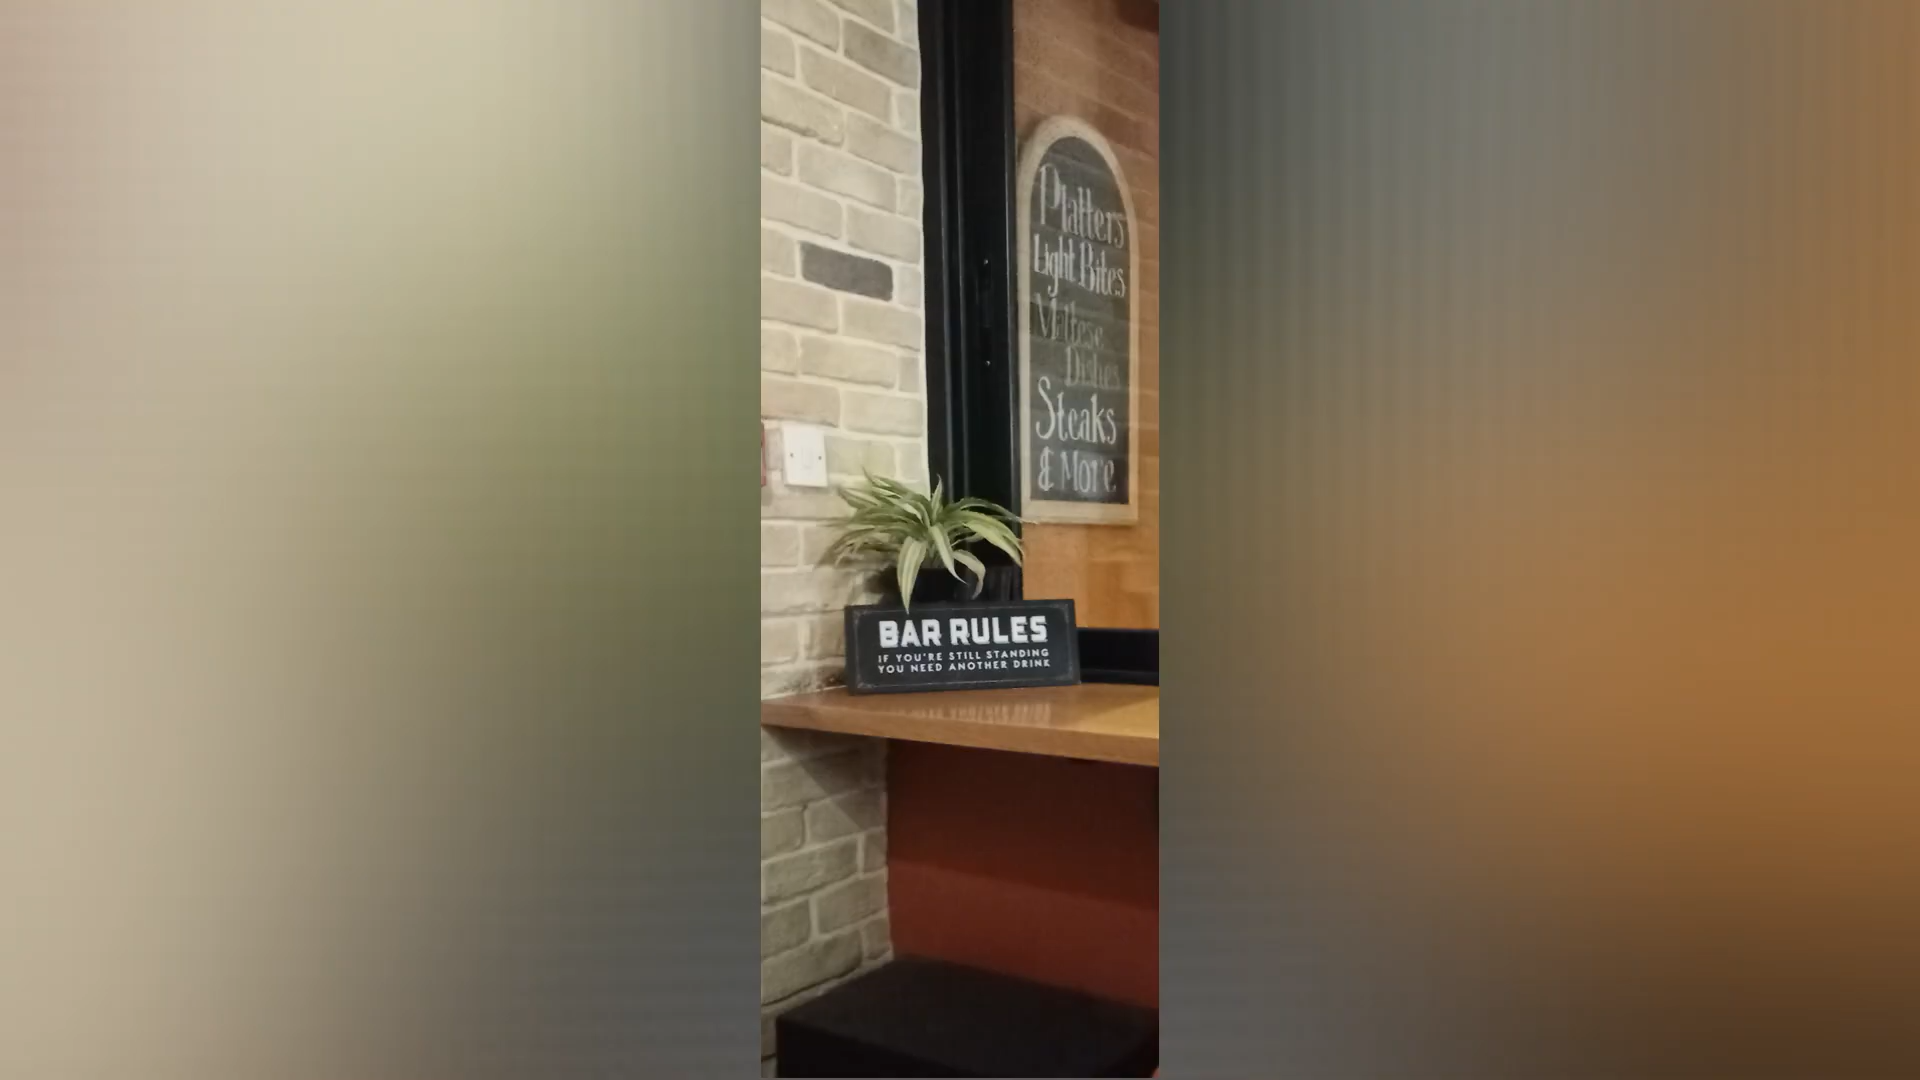 Platters
Light Bites
Maltese
Dishes
Steaks
& More
BAR RULES
IF YOU'RE STILL STANDING
YOU NEED ANOTHER DRINK